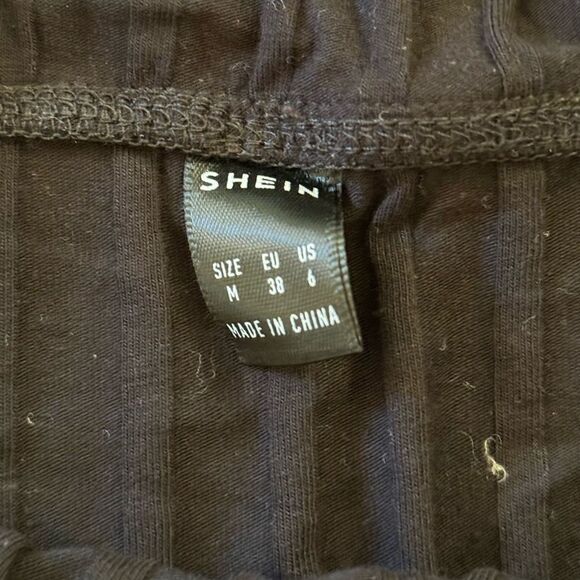 SHEIN
SIZE EU US
M 38 6
MADE IN CHINA